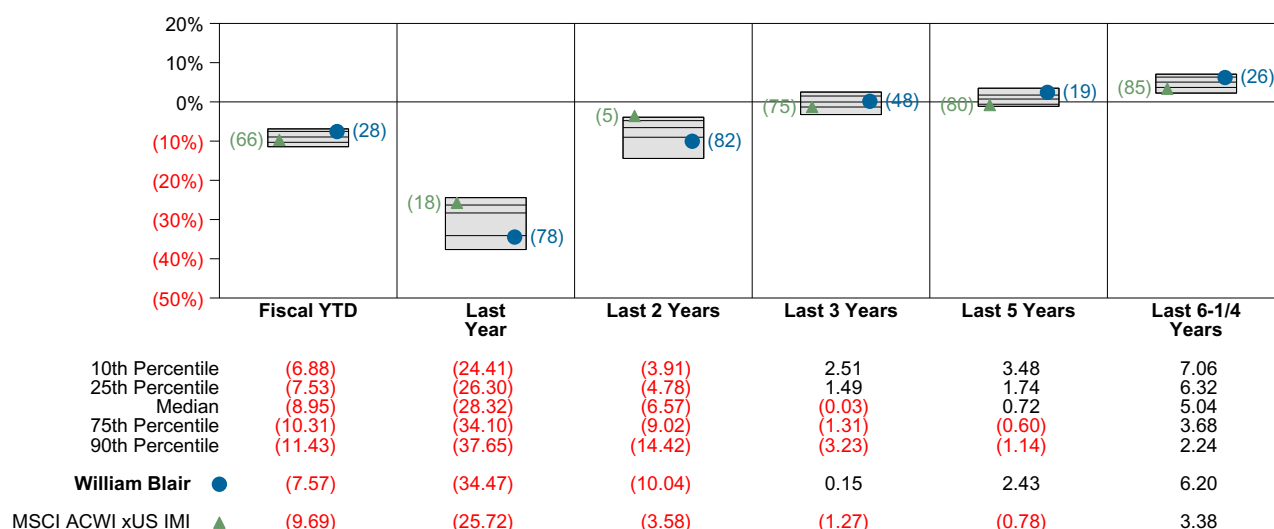 20%
10%
0%
(10%)
(20%)
(30%)
(40%)
(50%)
(66) (28)
(18) (78)
(5) (82)
(75) (48)
(80) (19)
(85) (26)
Fiscal YTD Last Year Last 2 Years Last 3 Years Last 5 Years Last 6-1/4 Years
10th Percentile (6.88) (24.41) (3.91) 2.51 3.48 7.06
25th Percentile (7.53) (26.30) (4.78) 1.49 1.74 6.32
Median (8.95) (28.32) (6.57) (0.03) 0.72 5.04
75th Percentile (10.31) (34.10) (9.02) (1.31) (0.60) 3.68
90th Percentile (11.43) (37.65) (14.42) (3.23) (1.14) 2.24
William Blair (7.57) (34.47) (10.04) 0.15 2.43 6.20
MSCI ACWI xUS IMI (9.69) (25.72) (3.58) (1.27) (0.78) 3.38